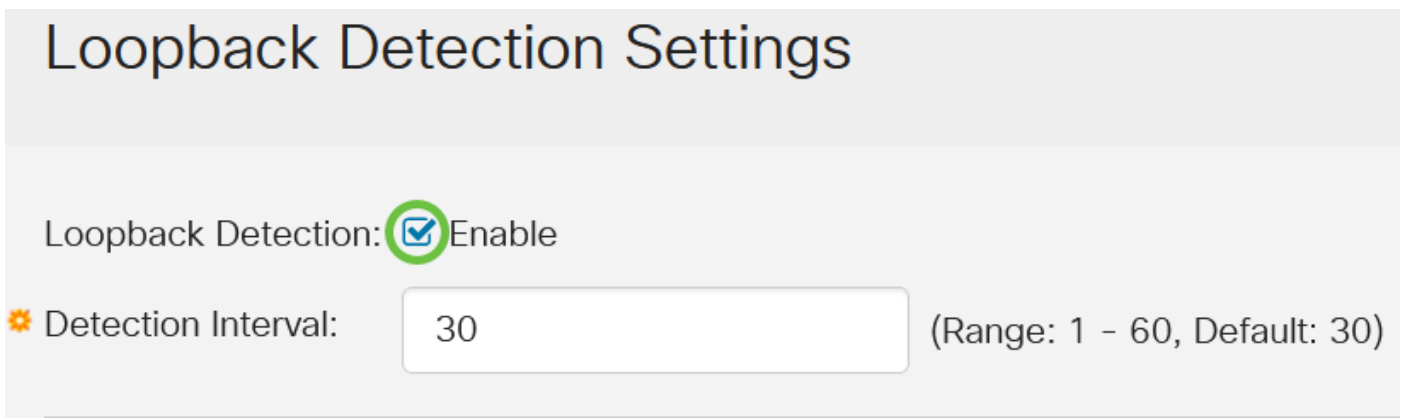 Loopback Detection Settings
Loopback Detection: Enable
Detection Interval: 30 (Range: 1 - 60, Default: 30)